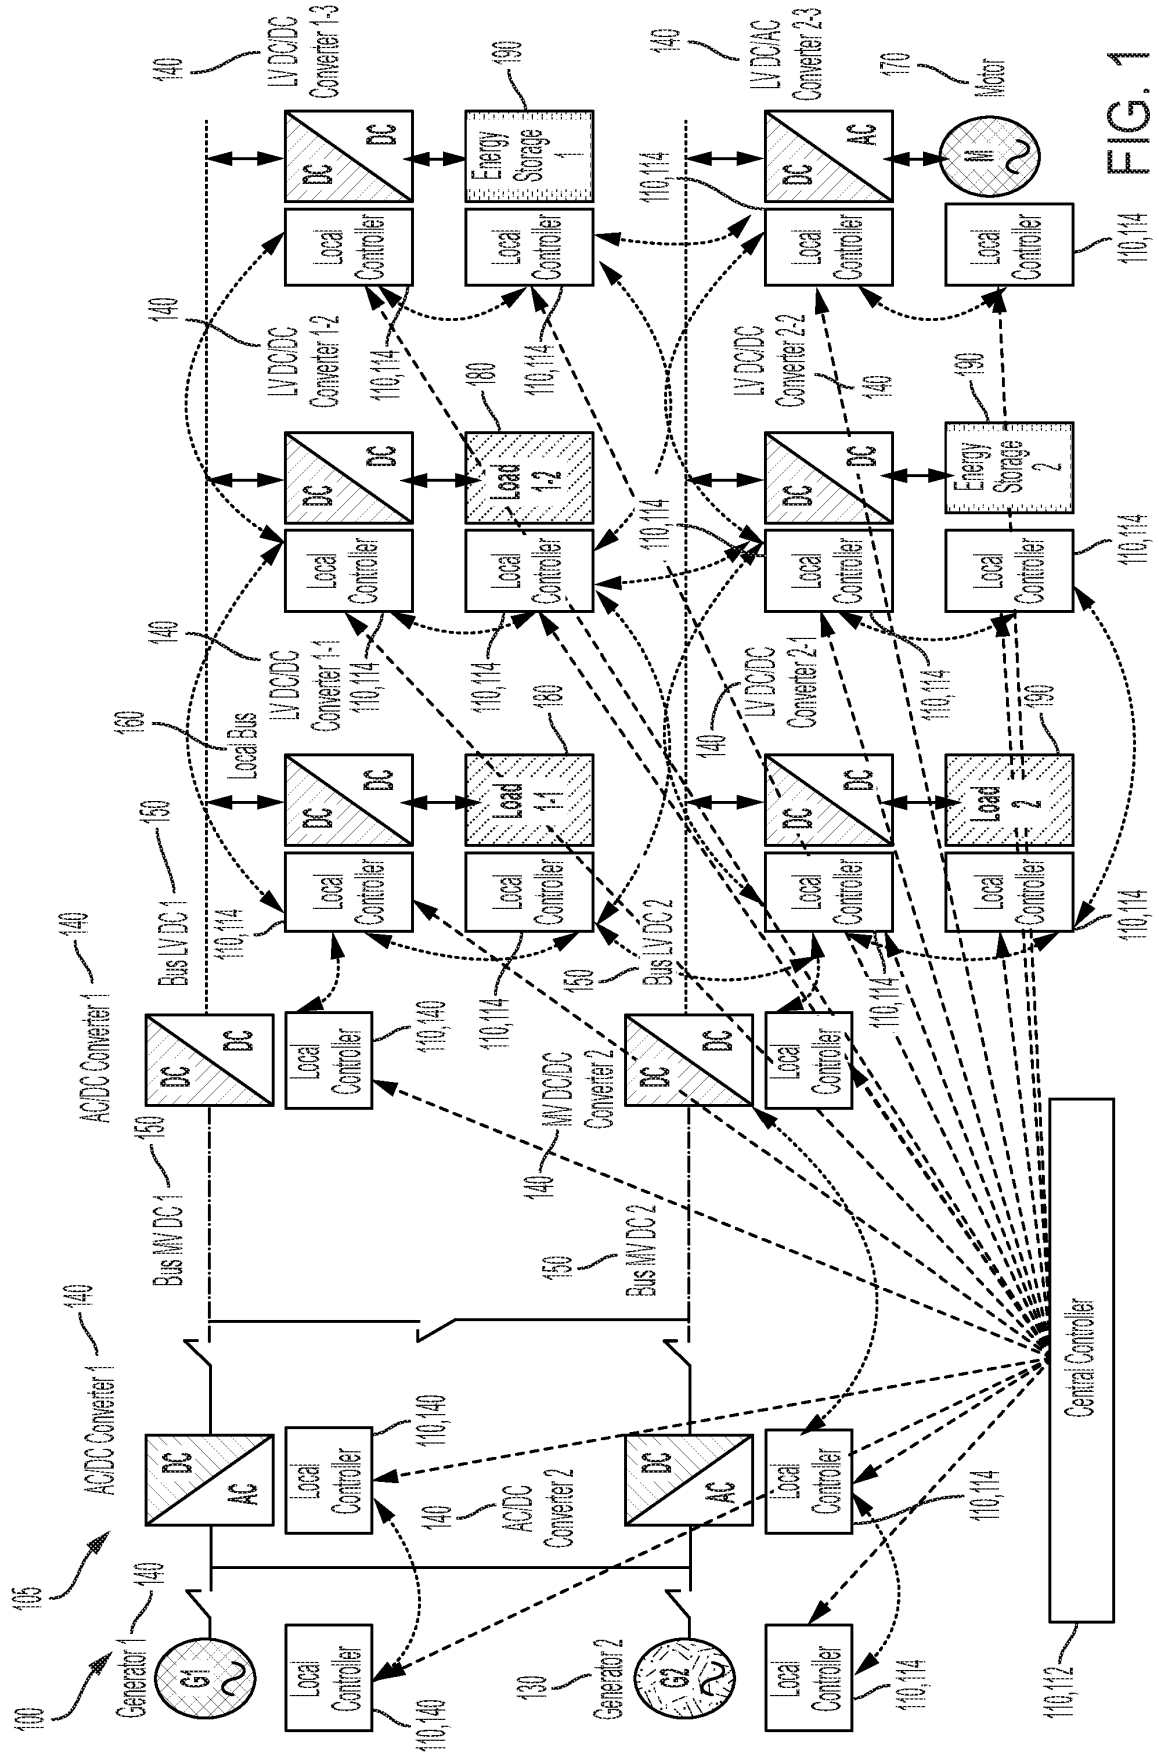 100
105
Generator 1
140
G1
Local
Controller
110,140
AC/DC Converter 1
140
DC
AC
Local
Controller
110,140
Bus MV DC 1
150
AC/DC Converter 1
140
DC
DC
Local
Controller
110,140
Bus LV DC 1
150
Local Bus
160
110,114
Local
Controller
DC
DC
LV DC/DC
Converter 1-1
140
110,114
Local
Controller
DC
DC
LV DC/DC
Converter 1-2
140
110,114
Local
Controller
DC
DC
LV DC/DC
Converter 1-3
140
110,114
Local
Controller
Load
1-1
180
110,114
Local
Controller
Load
1-2
180
110,114
Local
Controller
Energy
Storage
1
190
130
Generator 2
G2
Local
Controller
110,114
140
AC/DC
Converter 2
DC
AC
Local
Controller
110,114
150
Bus MV DC 2
140
MV DC/DC
Converter 2
DC
DC
Local
Controller
150
Bus LV DC 2
110,114
Local
Controller
DC
DC
140
LV DC/DC
Converter 2-1
110,114
Local
Controller
DC
DC
110,114
LV DC/DC
Converter 2-2
140
110,114
Local
Controller
DC
AC
LV DC/AC
Converter 2-3
140
Local
Controller
110,114
Load
2
190
Local
Controller
110,114
Energy
Storage
2
190
Local
Controller
110,114
M
Motor
170
Central Controller
110,112
FIG. 1